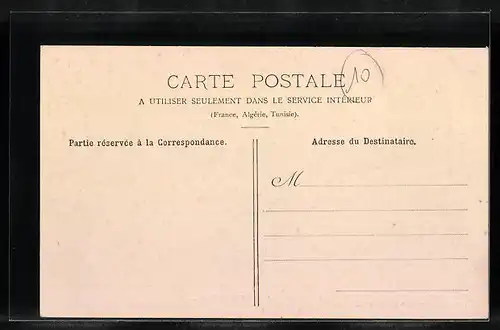 10
CARTE POSTALE
A UTILISER SEULEMENT DANS LE SERVICE INTÉRIEUR
(France, Algérie, Tunisie).
Partie réservée à la Correspondance.
Adresse du Destinataire.
M